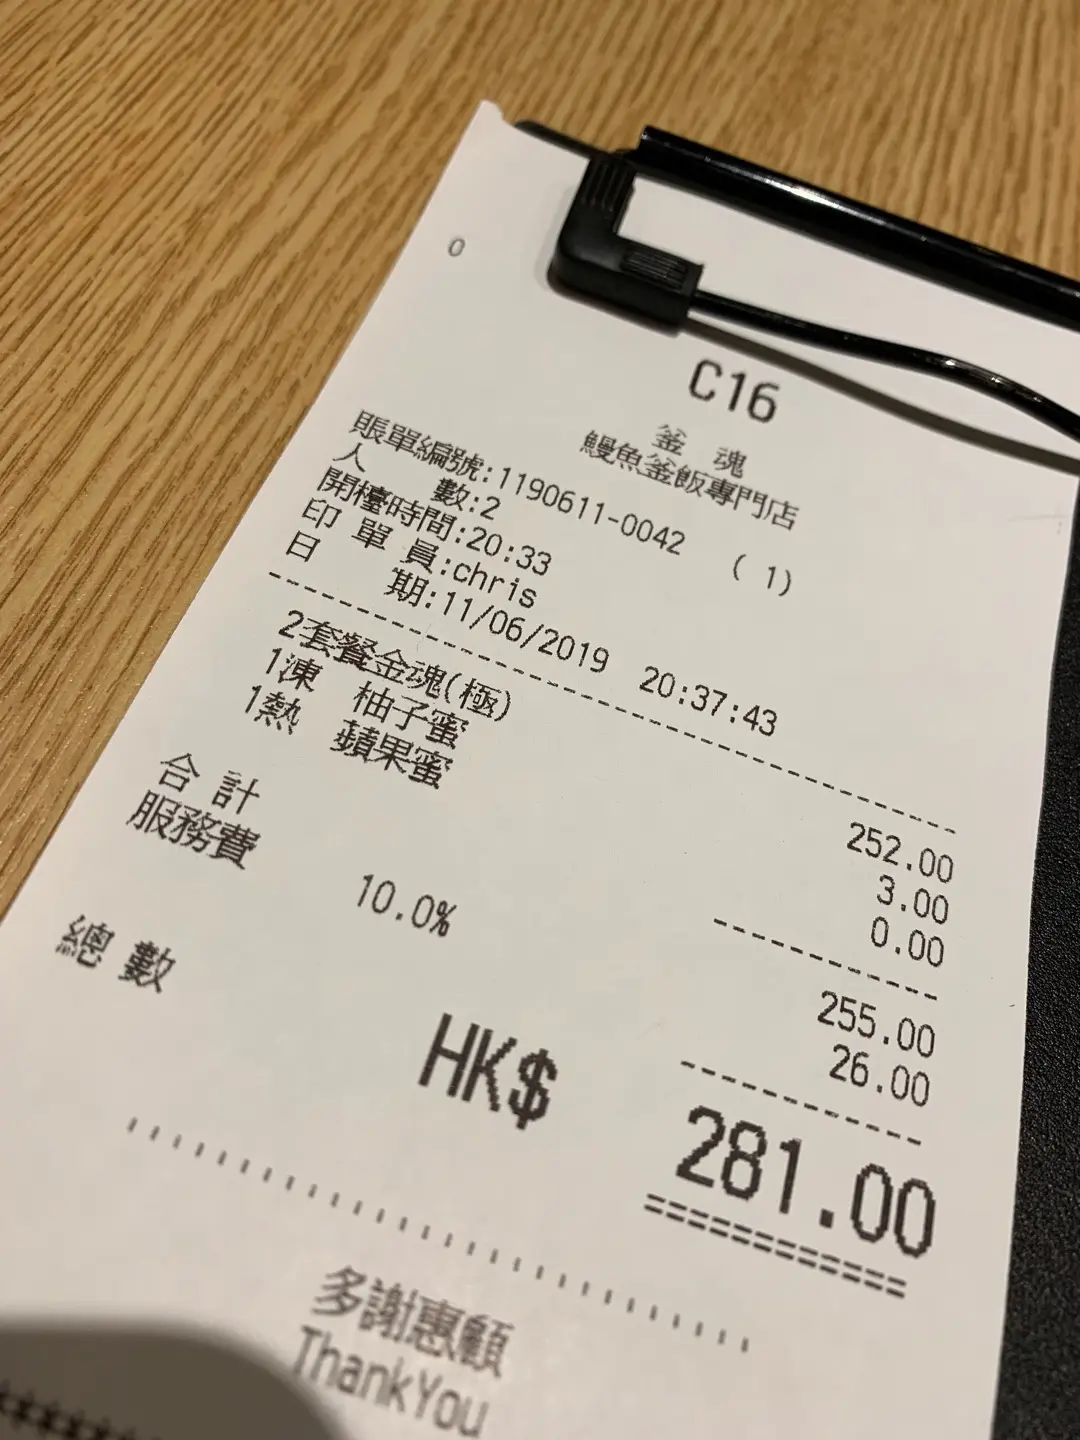 0
C16
釜 魂
鰻魚釜飯專門店
賬單編號:1190611-0042 ( 1)
人 數:2
開檯時間:20:33
印 單 員:chris
日 期:11/06/2019 20:37:43
2套餐金魂(極) 252.00
1凍 柚子蜜 3.00
1熱 蘋果蜜 0.00
合 計 255.00
服務費 10.0% 26.00
總 數 HK$ 281.00
多謝惠顧
ThankYou